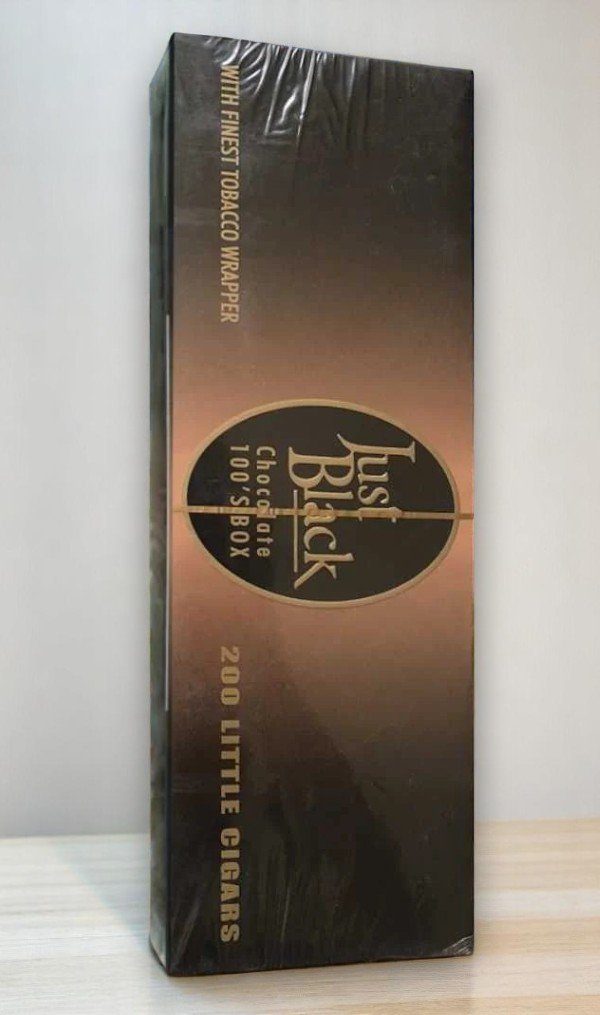 WITH FINEST TOBACCO WRAPPER
Just
Black
Chocolate
100'S BOX
200 LITTLE CIGARS